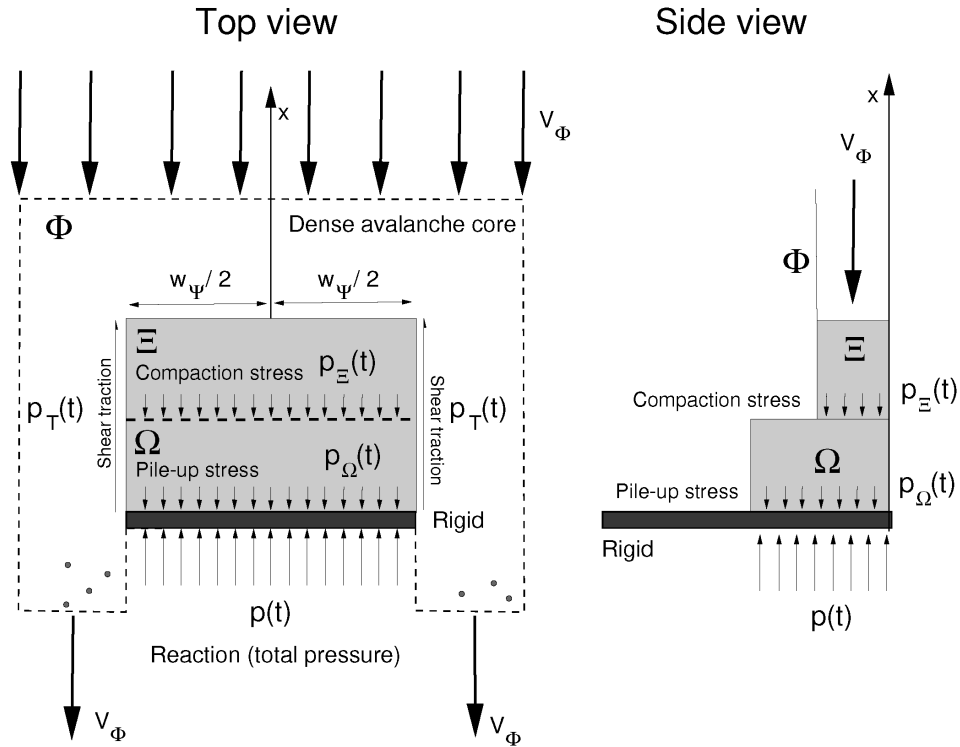 Top view
Side view
x
V_Φ
Φ
Dense avalanche core
w_Ψ/ 2
w_Ψ/ 2
Ξ
Compaction stress
p_Ξ(t)
Shear traction
p_T(t)
Shear traction
p_T(t)
Ω
Pile-up stress
p_Ω(t)
Rigid
p(t)
Reaction (total pressure)
V_Φ
V_Φ
x
V_Φ
Φ
Ξ
Compaction stress
p_Ξ(t)
Ω
Pile-up stress
p_Ω(t)
Rigid
p(t)